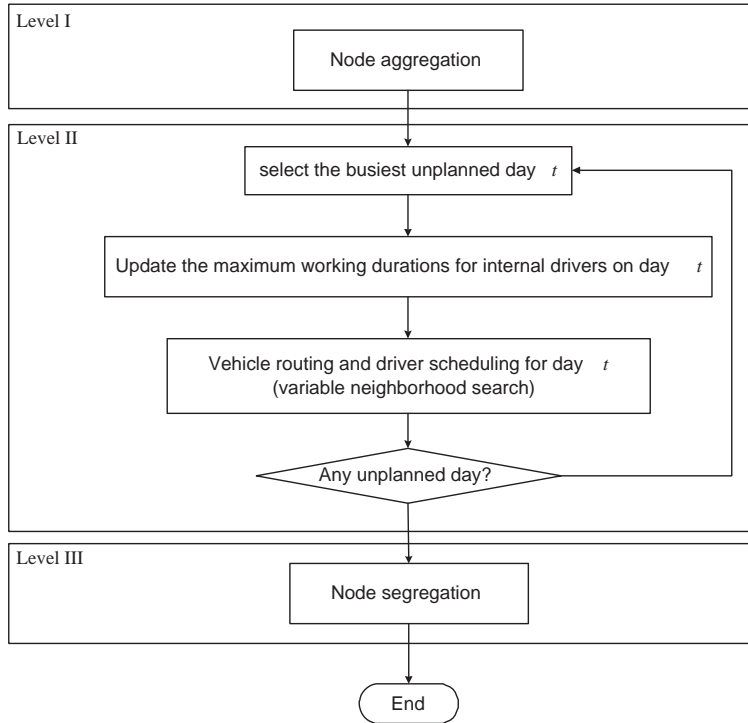 Level I
Node aggregation
Level II
select the busiest unplanned day t
Update the maximum working durations for internal drivers on day t
Vehicle routing and driver scheduling for day t
(variable neighborhood search)
Any unplanned day?
Level III
Node segregation
End